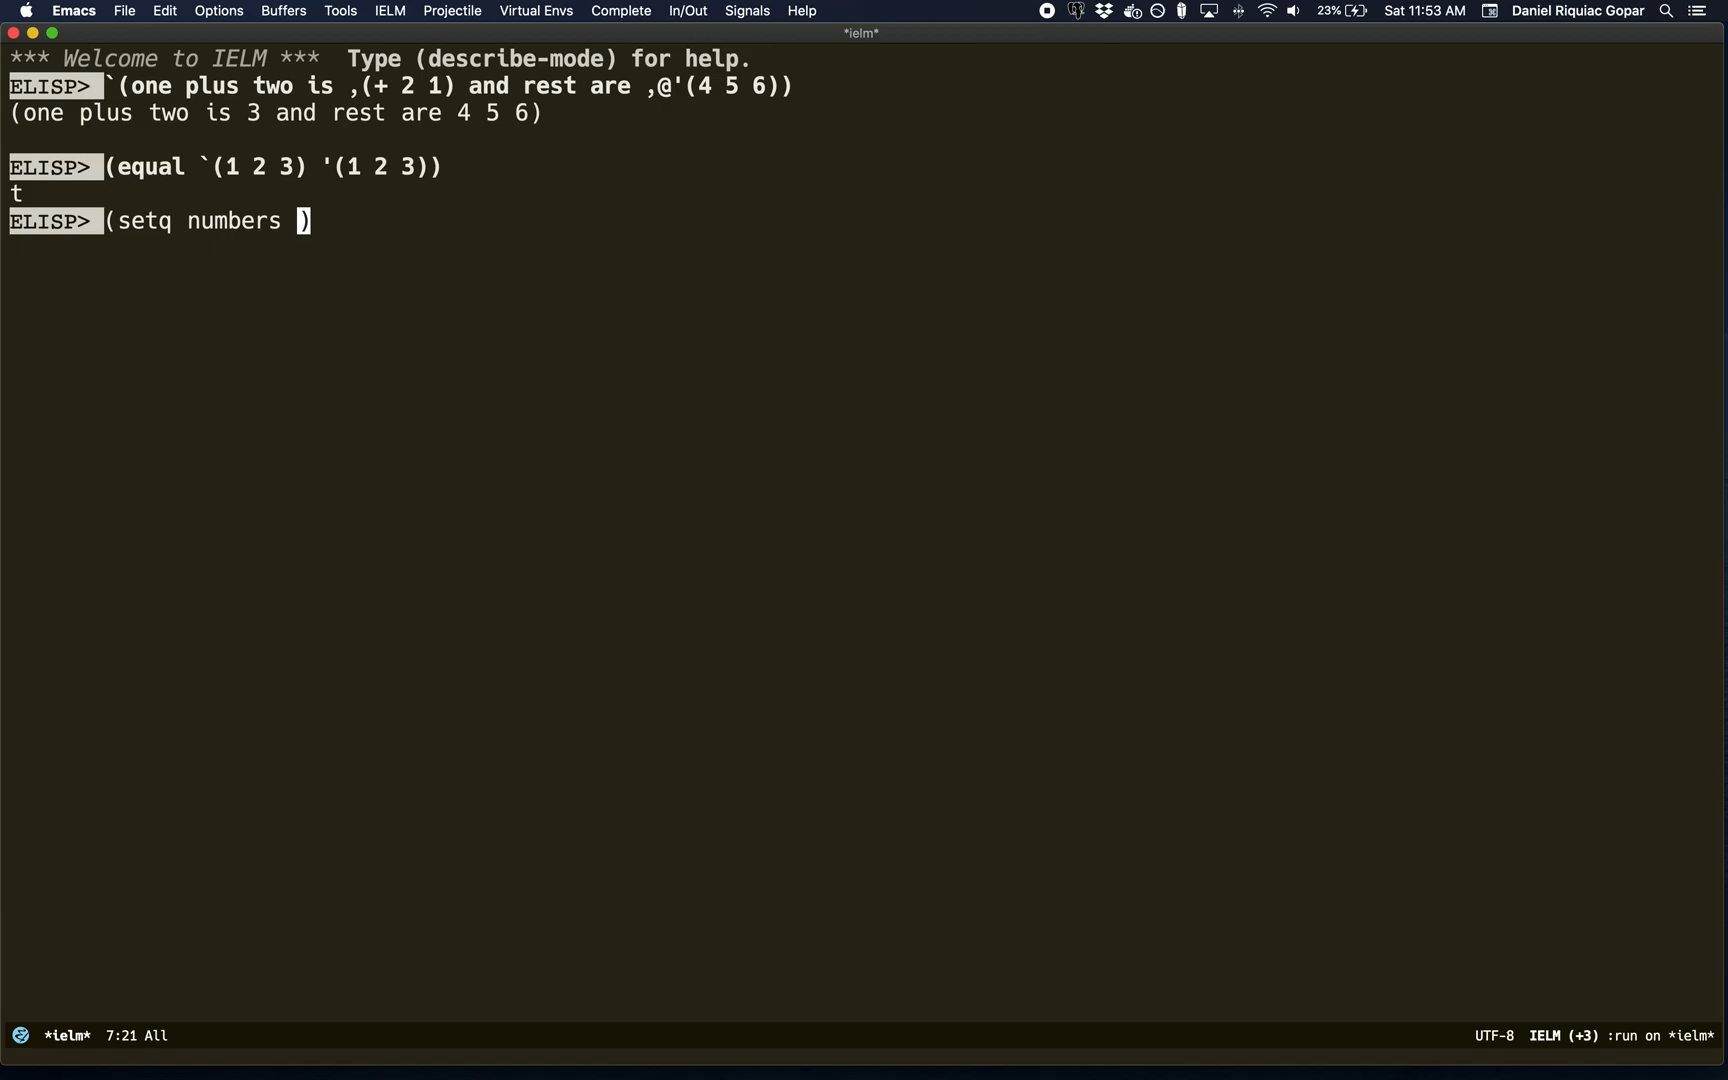 Emacs File Edit Options Buffers Tools IELM Projectile Virtual Envs Complete In/Out Signals Help 23% Sat 11:53 AM Daniel Riquiac Gopar
*ielm*
*** Welcome to IELM ***  Type (describe-mode) for help.
ELISP> `(one plus two is ,(+ 2 1) and rest are ,@'(4 5 6))
(one plus two is 3 and rest are 4 5 6)
ELISP> (equal `(1 2 3) '(1 2 3))
t
ELISP> (setq numbers )
*ielm* 7:21 All UTF-8 IELM (+3) :run on *ielm*